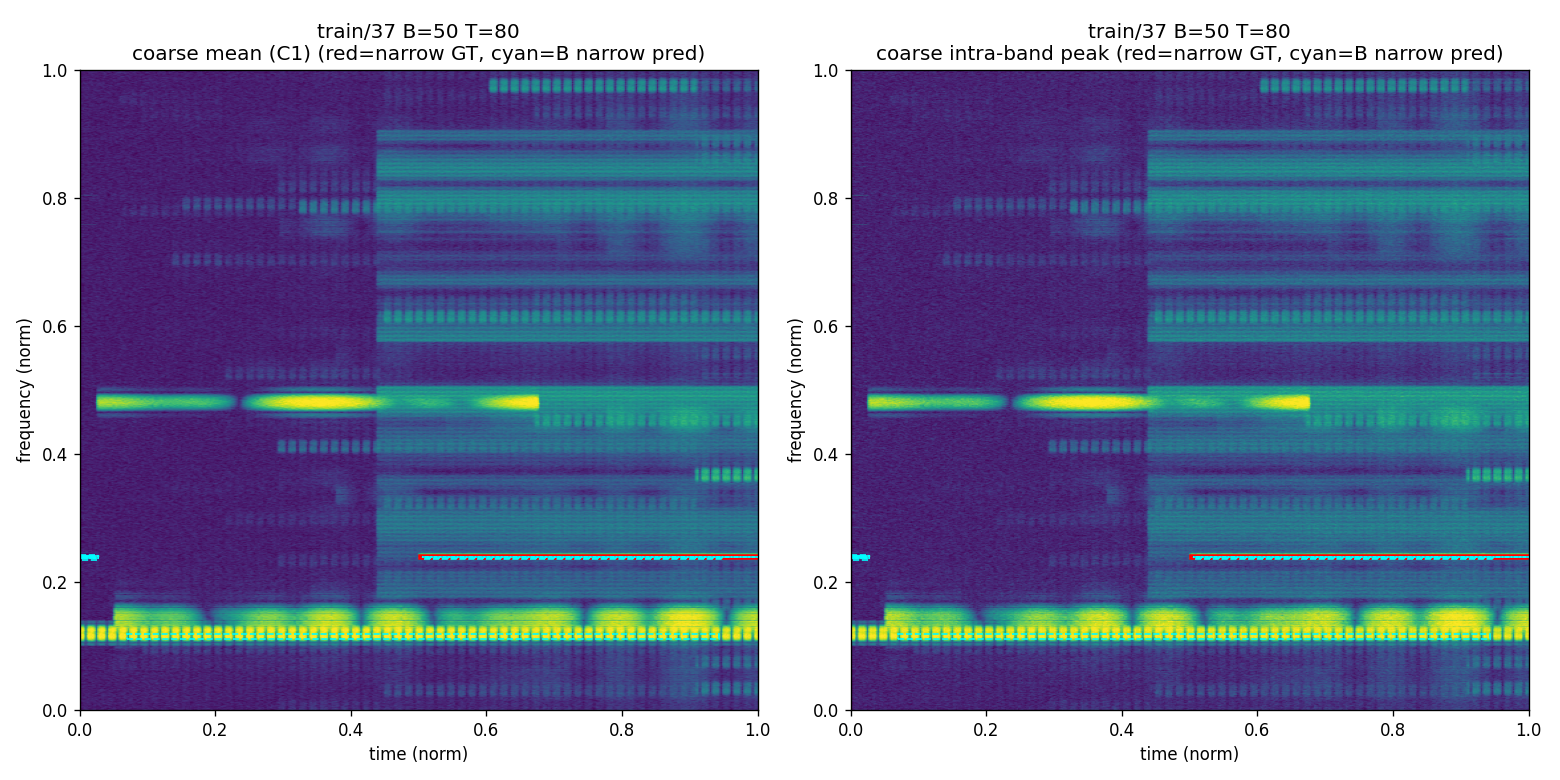 train/37 B=50 T=80
coarse mean (C1) (red=narrow GT, cyan=B narrow pred)
1.0
0.8
0.6
0.4
0.2
0.0
frequency (norm)
0.0 0.2 0.4 0.6 0.8 1.0
time (norm)
train/37 B=50 T=80
coarse intra-band peak (red=narrow GT, cyan=B narrow pred)
1.0
0.8
0.6
0.4
0.2
0.0
frequency (norm)
0.0 0.2 0.4 0.6 0.8 1.0
time (norm)